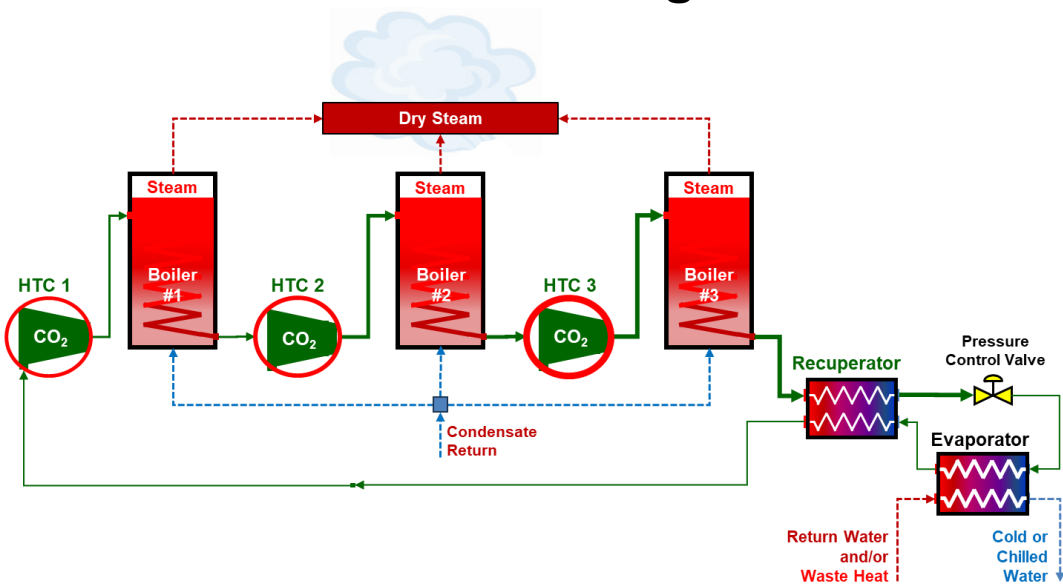 g
Dry Steam
Steam
Steam
Steam
HTC 1
Boiler
#1
HTC 2
Boiler
#2
HTC 3
Boiler
#3
CO₂
CO₂
CO₂
Pressure
Control Valve
Recuperator
Condensate
Return
Evaporator
Return Water
and/or
Waste Heat
Cold or
Chilled
Water